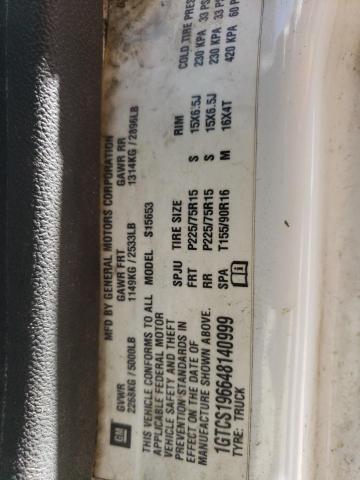 GM
MFD BY GENERAL MOTORS CORPORATION
GVWR GAWR FRT GAWR RR
2268KG / 5000LB 1149KG / 2533LB 1314KG / 2896LB
THIS VEHICLE CONFORMS TO ALL MODEL S15653
APPLICABLE FEDERAL MOTOR
VEHICLE SAFETY AND THEFT
PREVENTION STANDARDS IN
EFFECT ON THE DATE OF
MANUFACTURE SHOWN ABOVE.
1GTCS196648140999
TYPE: TRUCK
SPJU TIRE SIZE RIM COLD TIRE PRES
FRT P225/75R15 S 15X6.5J 230 KPA 33 PS
RR P225/75R15 S 15X6.5J 230 KPA 33 PS
SPA T155/90R16 M 16X4T 420 KPA 60 P